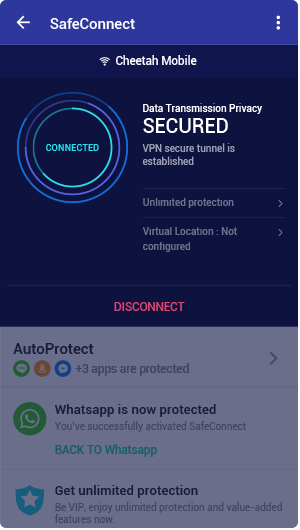 SafeConnect
Cheetah Mobile
CONNECTED
Data Transmission Privacy
SECURED
VPN secure tunnel is
established
Unlimited protection
Virtual Location : Not
configured
DISCONNECT
AutoProtect
+3 apps are protected
Whatsapp is now protected
You've successfully activated SafeConnect
BACK TO Whatsapp
Get unlimited protection
Be VIP, enjoy unlimited protection and value-added
features now.